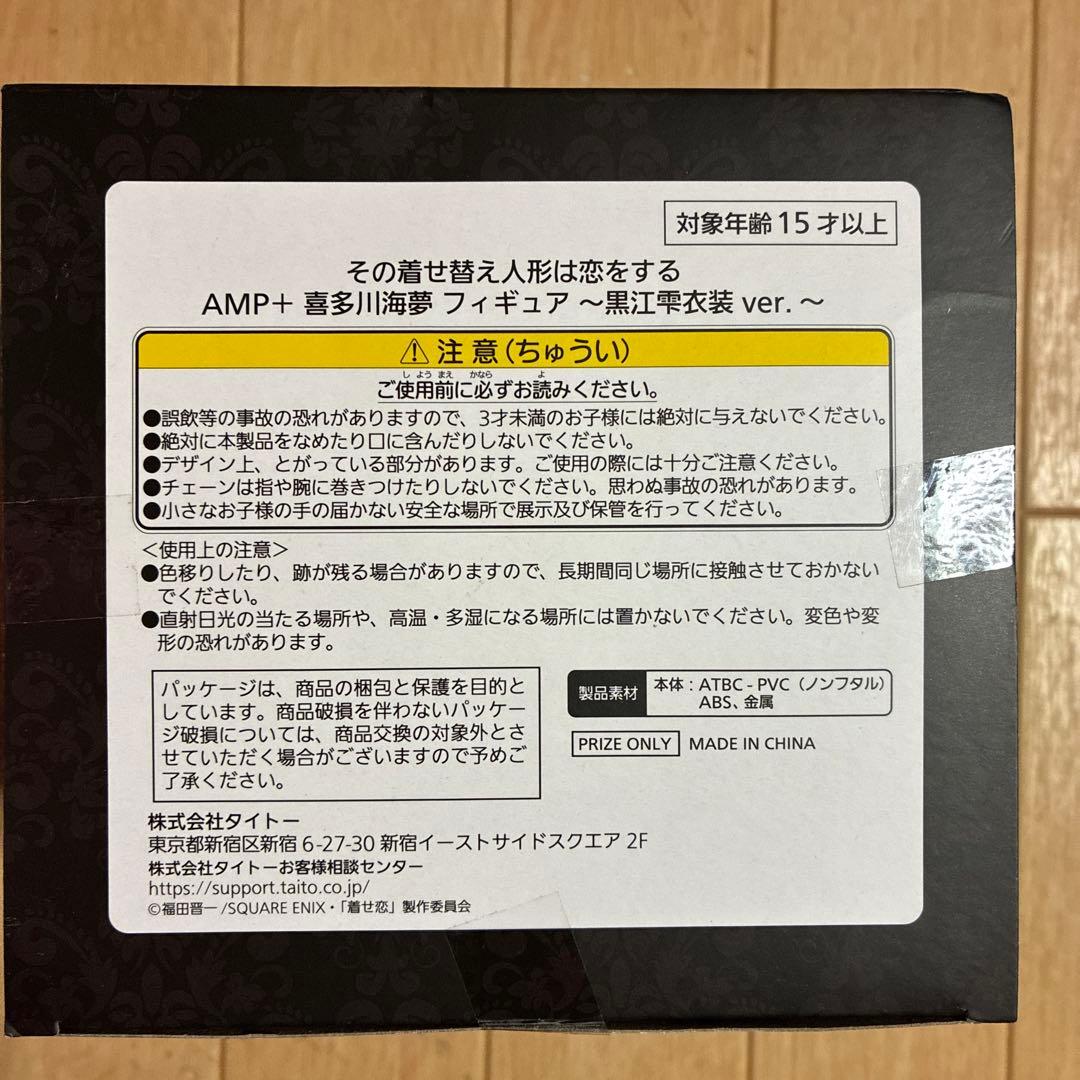 対象年齢15才以上
その着せ替え人形は恋をする
AMP＋ 喜多川海夢 フィギュア ～黒江雫衣装 ver. ～
⚠ 注 意（ちゅうい）
しようまえ かなら よ
ご使用前に必ずお読みください。
●誤飲等の事故の恐れがありますので、3才未満のお子様には絶対に与えないでください。
●絶対に本製品をなめたり口に含んだりしないでください。
●デザイン上、とがっている部分があります。ご使用の際には十分ご注意ください。
●チェーンは指や腕に巻きつけたりしないでください。思わぬ事故の恐れがあります。
●小さなお子様の手の届かない安全な場所で展示及び保管を行ってください。
＜使用上の注意＞
●色移りしたり、跡が残る場合がありますので、長期間同じ場所に接触させておかない
でください。
●直射日光の当たる場所や、高温・多湿になる場所には置かないでください。変色や変
形の恐れがあります。
パッケージは、商品の梱包と保護を目的と
しています。商品破損を伴わないパッケー
ジ破損については、商品交換の対象外とさ
せていただく場合がございますので予めご
了承ください。
製品素材 本体：ATBC - PVC（ノンフタル）
ABS、金属
PRIZE ONLY MADE IN CHINA
株式会社タイトー
東京都新宿区新宿 6-27-30 新宿イーストサイドスクエア 2F
株式会社タイトーお客様相談センター
https://support.taito.co.jp/
©福田晋一/SQUARE ENIX・「着せ恋」製作委員会